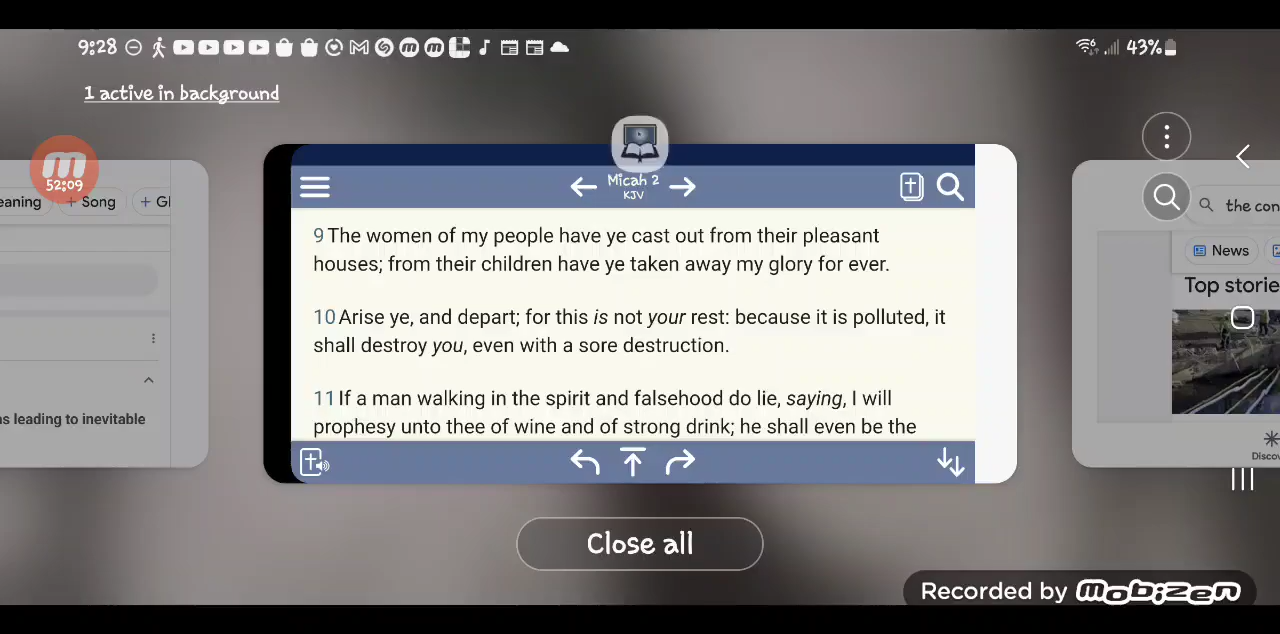 9:28
43%
1 active in background
52:09
eaning
+ Song
+ Gl
as leading to inevitable
Micah 2
KJV
9 The women of my people have ye cast out from their pleasant
houses; from their children have ye taken away my glory for ever.
10 Arise ye, and depart; for this is not your rest: because it is polluted, it
shall destroy you, even with a sore destruction.
11 If a man walking in the spirit and falsehood do lie, saying, I will
prophesy unto thee of wine and of strong drink; he shall even be the
the con
News
Top storie
Discov
Close all
Recorded by mobizen